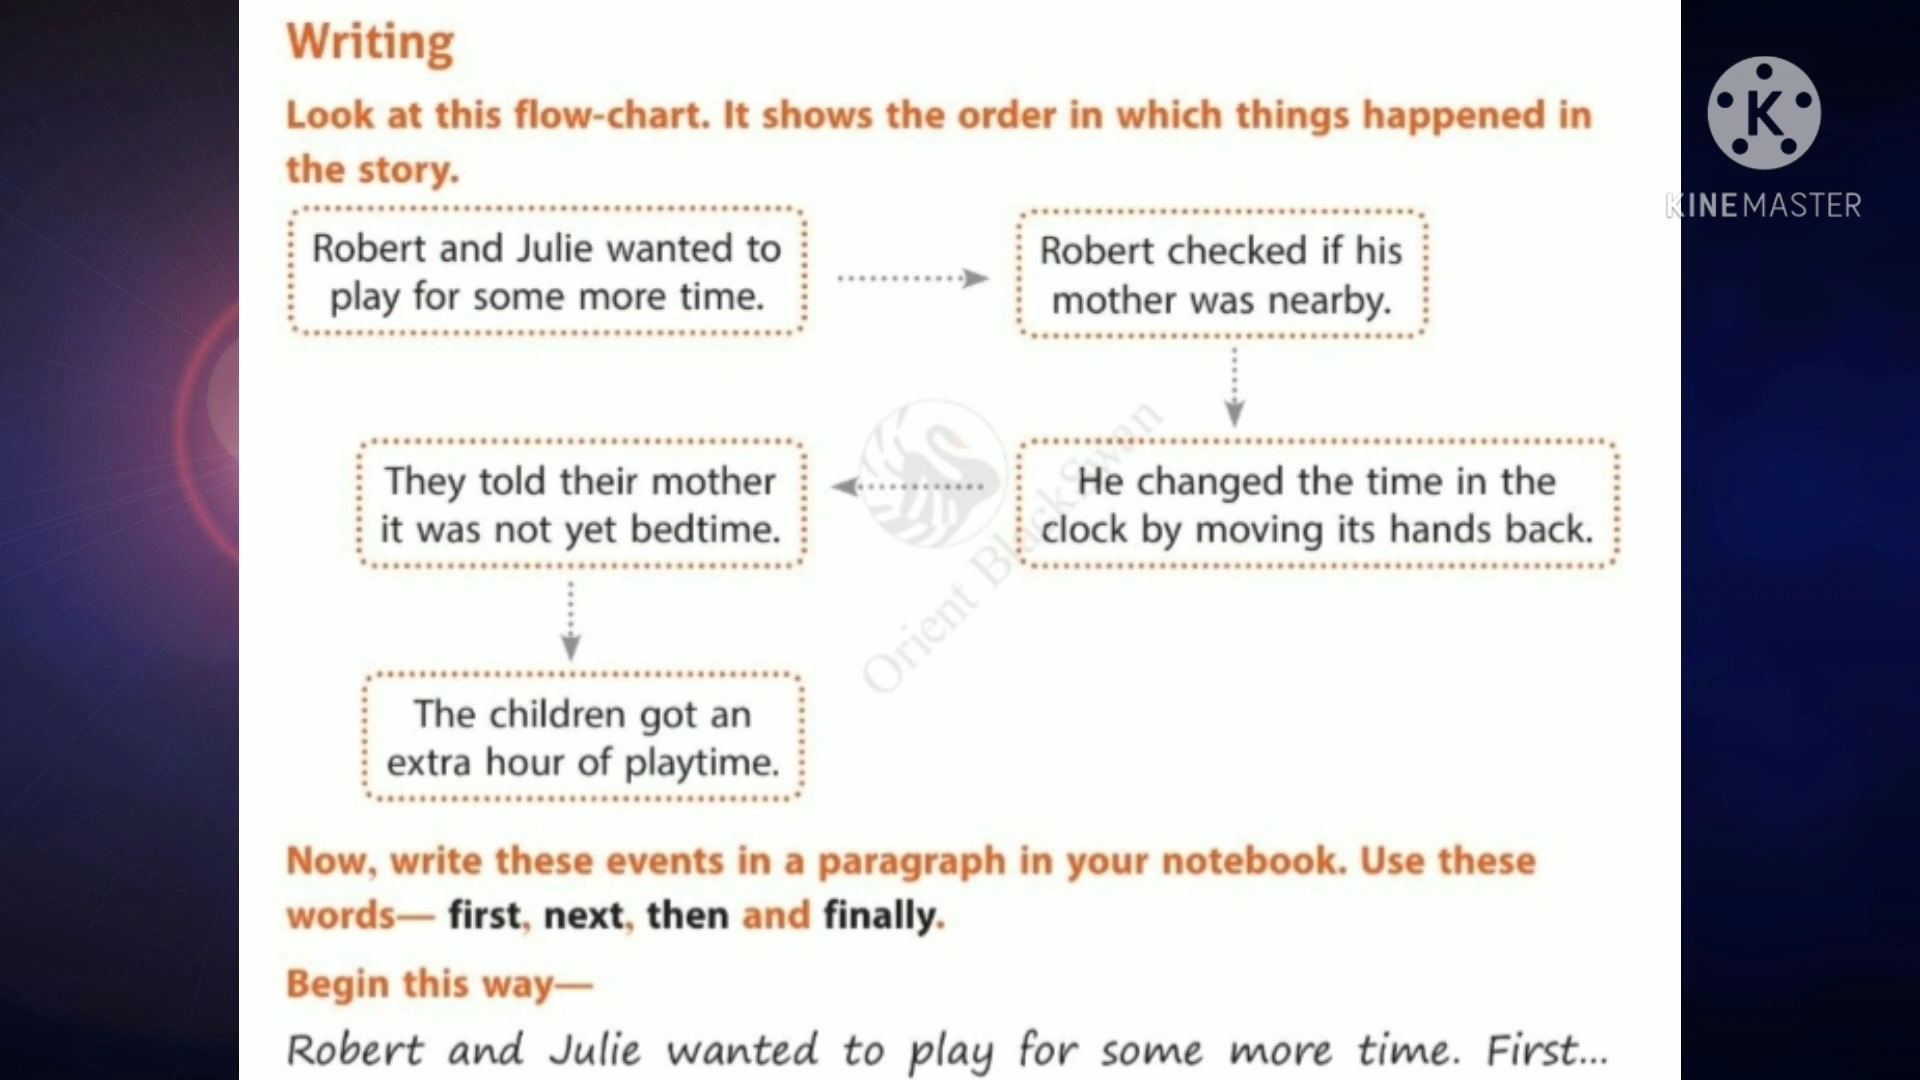 Writing
Look at this flow-chart. It shows the order in which things happened in
the story.
Robert and Julie wanted to
play for some more time.
Robert checked if his
mother was nearby.
He changed the time in the
clock by moving its hands back.
They told their mother
it was not yet bedtime.
The children got an
extra hour of playtime.
Orient BlackSwan
Now, write these events in a paragraph in your notebook. Use these
words— first, next, then and finally.
Begin this way—
Robert and Julie wanted to play for some more time. First...
K
KINEMASTER